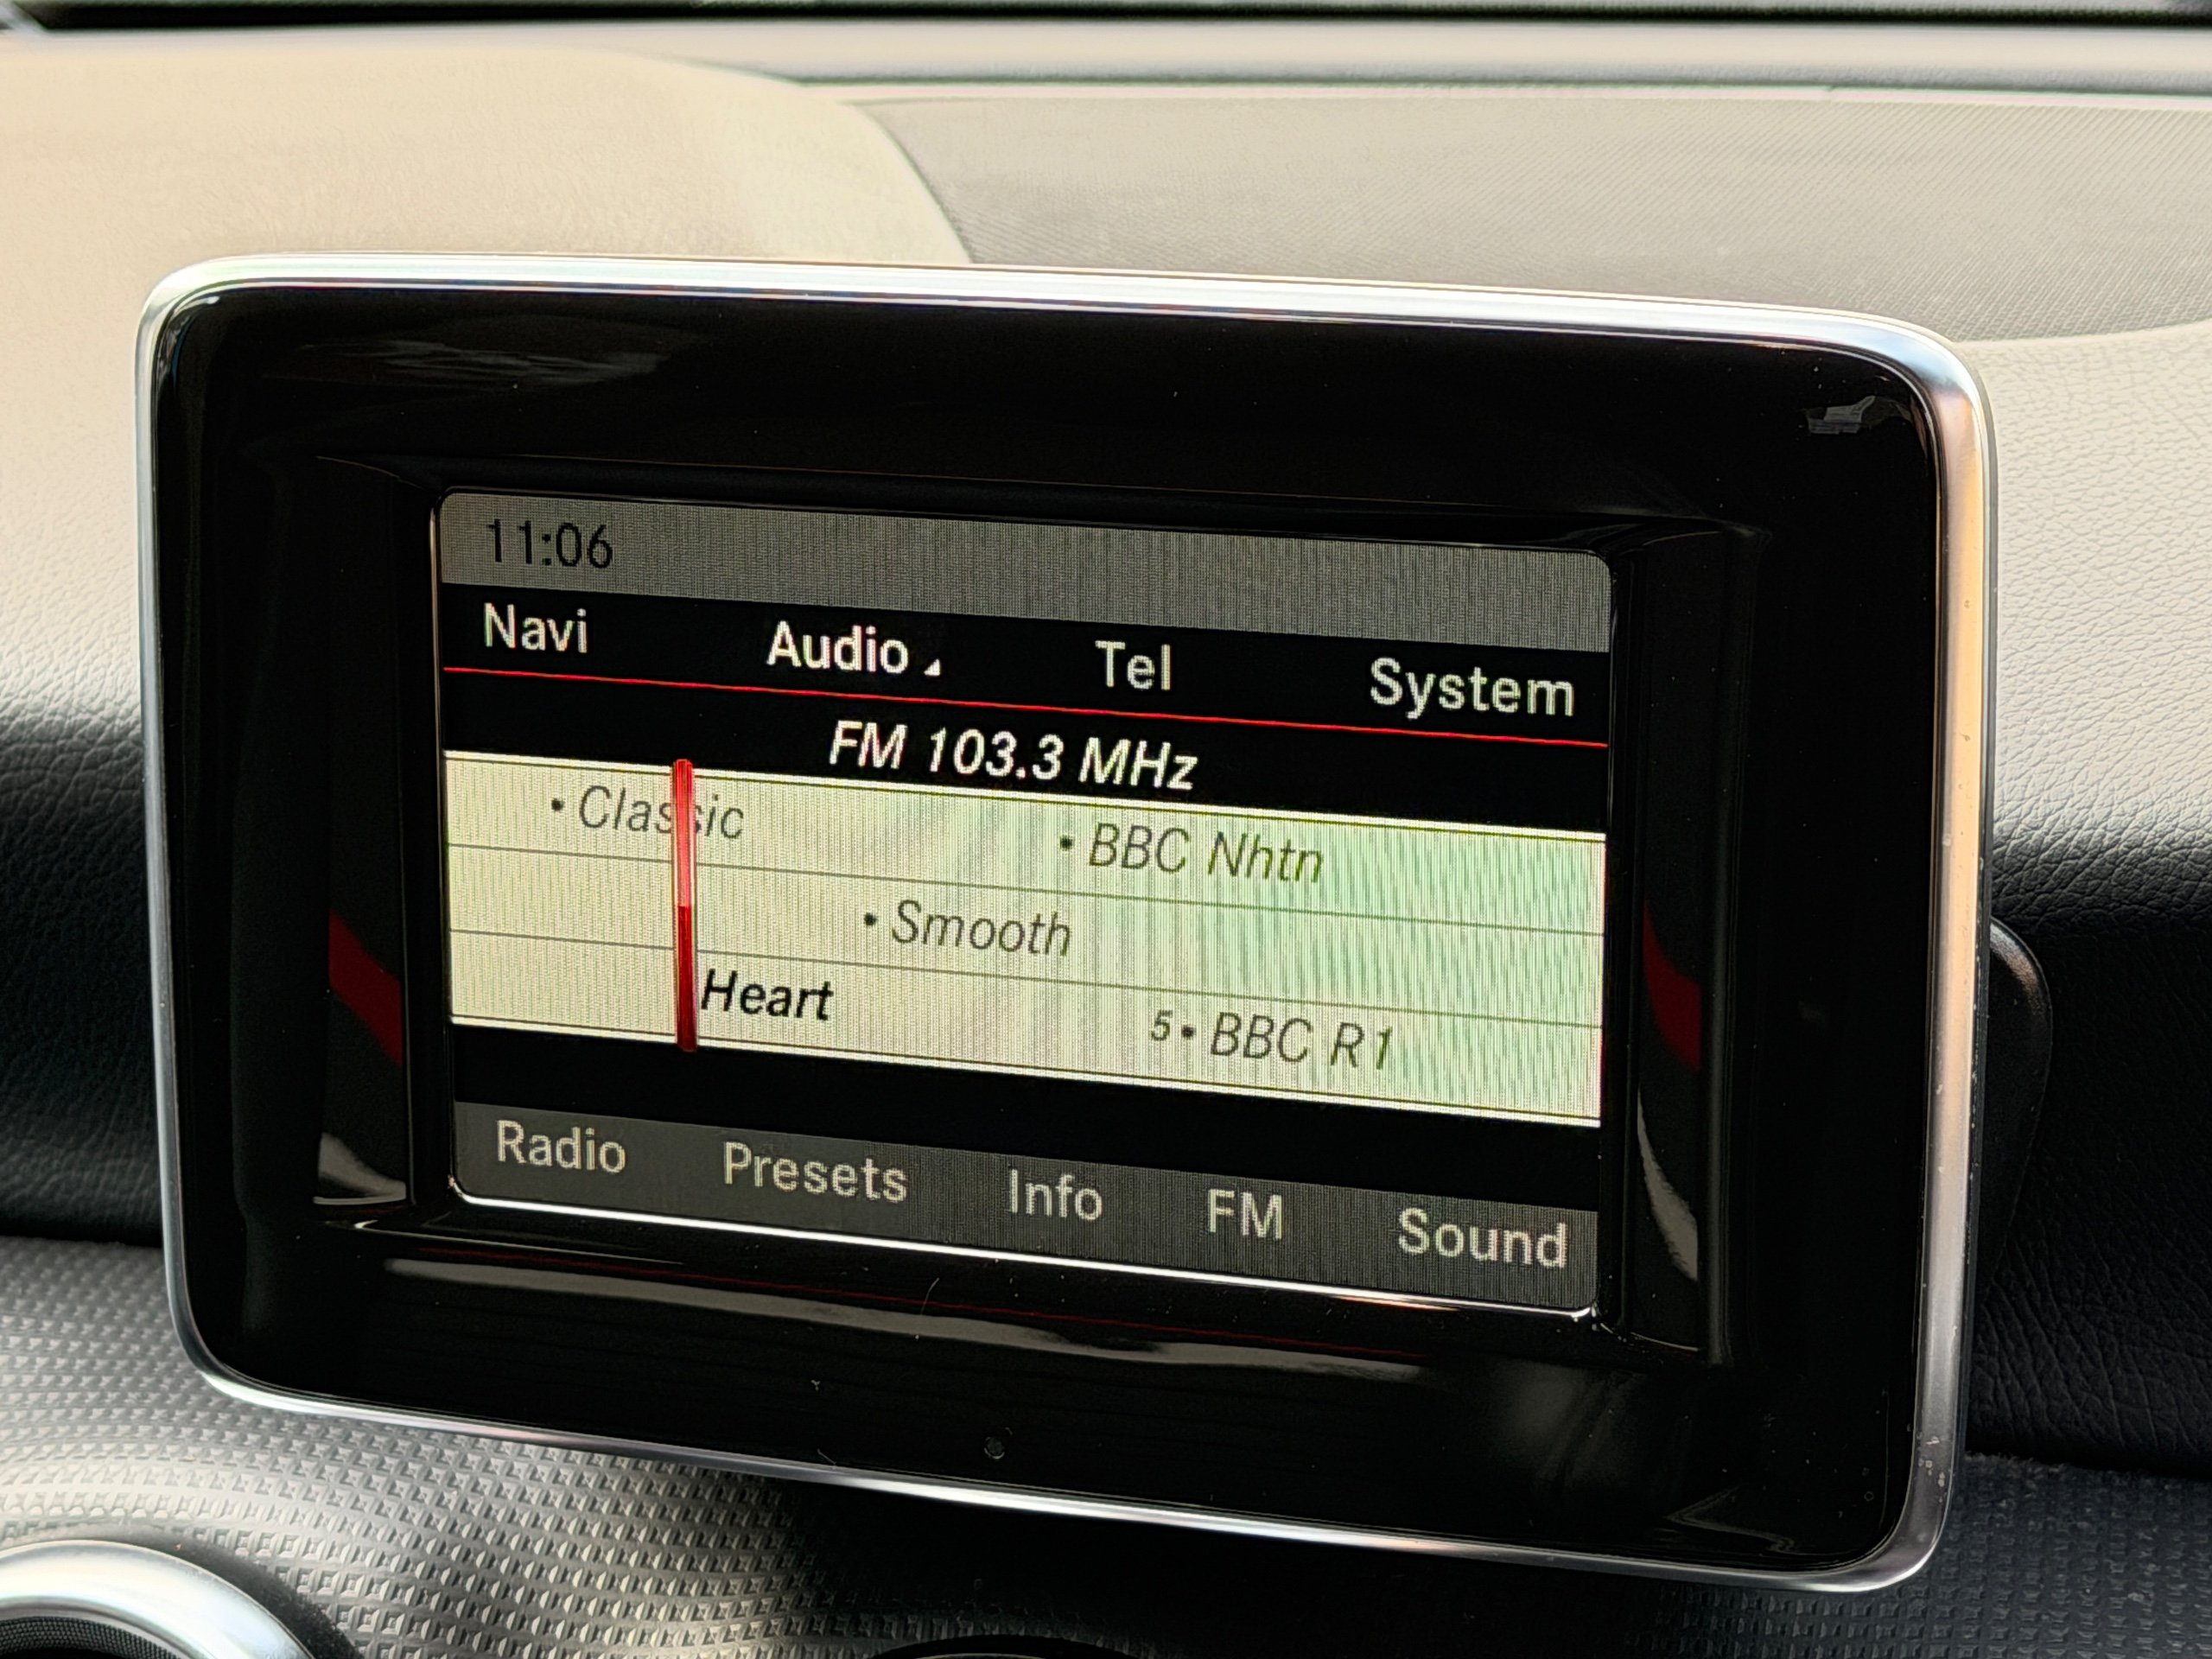 11:06
Navi Audio Tel System
FM 103.3 MHz
• Classic • BBC Nhtn
• Smooth
Heart 5• BBC R1
Radio Presets Info FM Sound